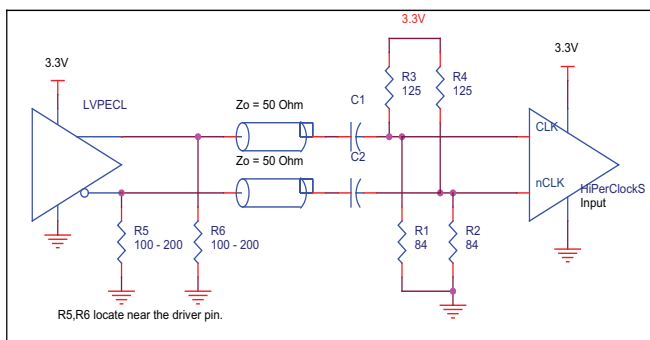 3.3V
3.3V
3.3V
LVPECL
R3
125
R4
125
Zo = 50 Ohm
C1
CLK
Zo = 50 Ohm
C2
nCLK
HiPerClockS
Input
R5
100 - 200
R6
100 - 200
R1
84
R2
84
R5,R6 locate near the driver pin.